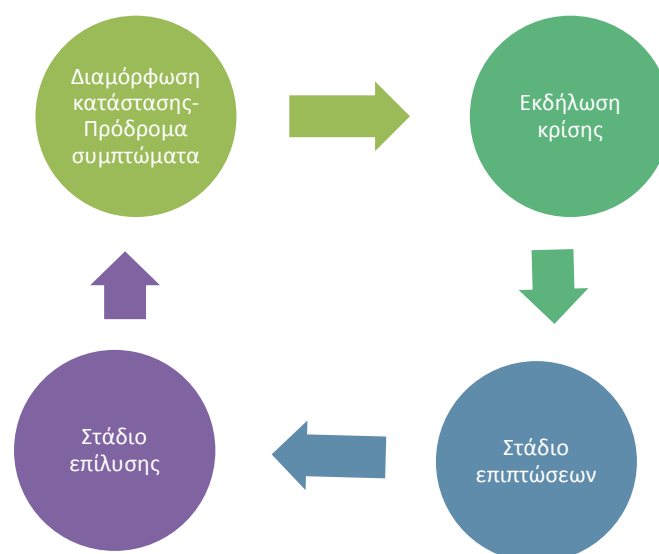 Διαμόρφωση
κατάστασης-
Πρόδρομα
συμπτώματα
Εκδήλωση
κρίσης
Στάδιο
επιπτώσεων
Στάδιο
επίλυσης